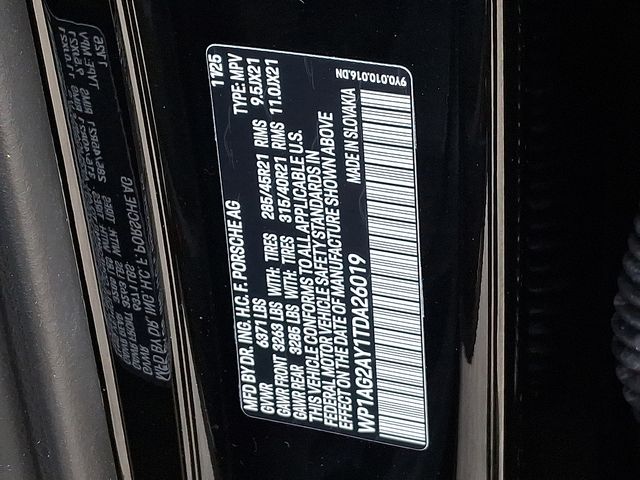 MFD BY DR. ING. H.C. F. PORSCHE AG 11/25
GVWR 6371 LBS TYPE: MPV
GAWR FRONT 3263 LBS WITH: TIRES 285/45R21 RIMS 9.5JX21
GAWR REAR 3285 LBS WITH: TIRES 315/40R21 RIMS 11.0JX21
THIS VEHICLE CONFORMS TO ALL APPLICABLE U.S.
FEDERAL MOTOR VEHICLE SAFETY STANDARDS IN
EFFECT ON THE DATE OF MANUFACTURE SHOWN ABOVE
WP1AG2AY1TDA26019 MADE IN SLOVAKIA
9Y0.010.016.DN